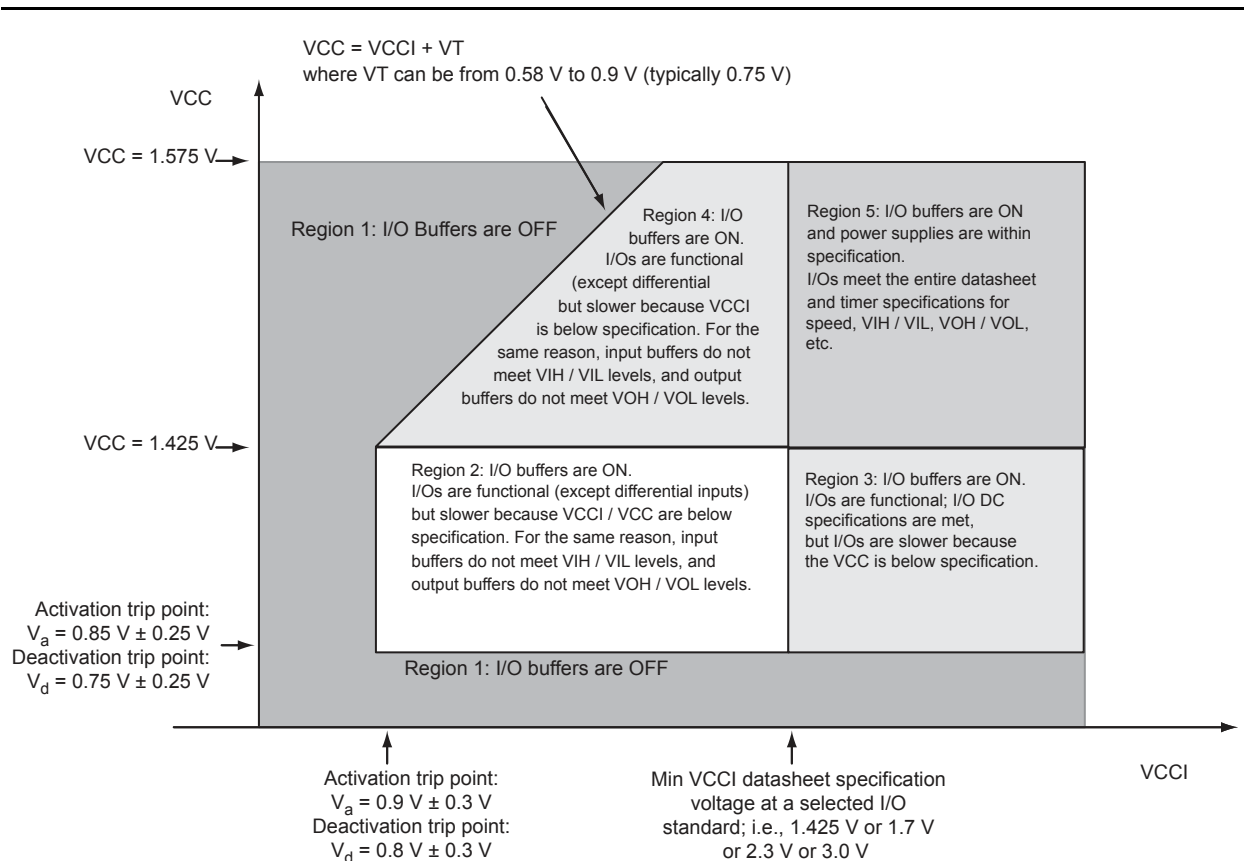 VCC = VCCI + VT
where VT can be from 0.58 V to 0.9 V (typically 0.75 V)
VCC
VCC = 1.575 V
Region 1: I/O Buffers are OFF
Region 4: I/O
buffers are ON.
I/Os are functional
(except differential
but slower because VCCI
is below specification. For the
same reason, input buffers do not
meet VIH / VIL levels, and output
buffers do not meet VOH / VOL levels.
Region 5: I/O buffers are ON
and power supplies are within
specification.
I/Os meet the entire datasheet
and timer specifications for
speed, VIH / VIL, VOH / VOL,
etc.
VCC = 1.425 V
Region 2: I/O buffers are ON.
I/Os are functional (except differential inputs)
but slower because VCCI / VCC are below
specification. For the same reason, input
buffers do not meet VIH / VIL levels, and
output buffers do not meet VOH / VOL levels.
Region 3: I/O buffers are ON.
I/Os are functional; I/O DC
specifications are met,
but I/Os are slower because
the VCC is below specification.
Activation trip point:
Va = 0.85 V ± 0.25 V
Deactivation trip point:
Vd = 0.75 V ± 0.25 V
Region 1: I/O buffers are OFF
VCCI
Activation trip point:
Va = 0.9 V ± 0.3 V
Deactivation trip point:
Vd = 0.8 V ± 0.3 V
Min VCCI datasheet specification
voltage at a selected I/O
standard; i.e., 1.425 V or 1.7 V
or 2.3 V or 3.0 V